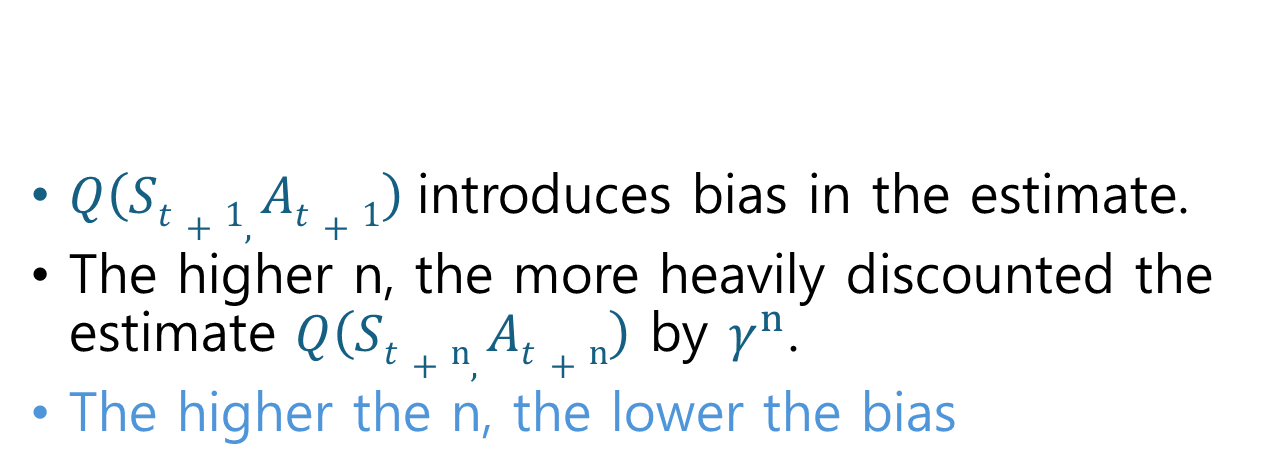 • Q(S_{t + 1,} A_{t + 1}) introduces bias in the estimate.
• The higher n, the more heavily discounted the
estimate Q(S_{t + n,} A_{t + n}) by γ^n.
• The higher the n, the lower the bias